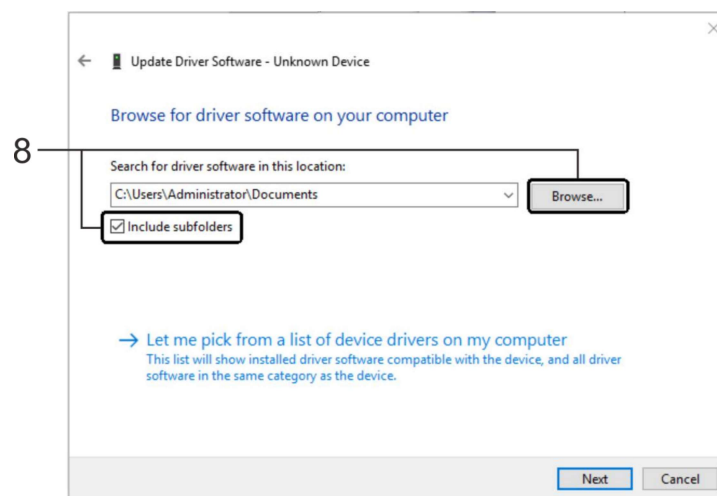 Update Driver Software - Unknown Device
Browse for driver software on your computer
8
Search for driver software in this location:
C:\Users\Administrator\Documents
Browse...
Include subfolders
Let me pick from a list of device drivers on my computer
This list will show installed driver software compatible with the device, and all driver
software in the same category as the device.
Next
Cancel